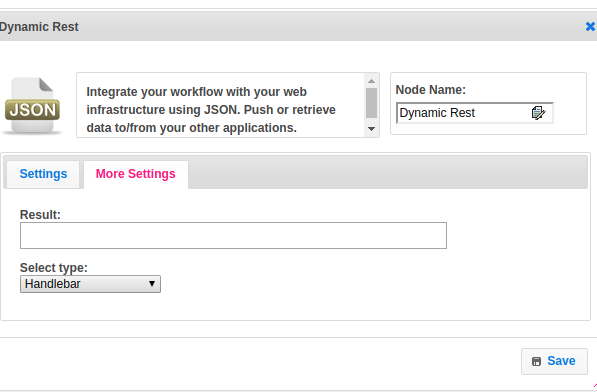 Dynamic Rest
JSON
Integrate your workflow with your web
infrastructure using JSON. Push or retrieve
data to/from your other applications.
Node Name:
Dynamic Rest
Settings
More Settings
Result:
Select type:
Handlebar
Save